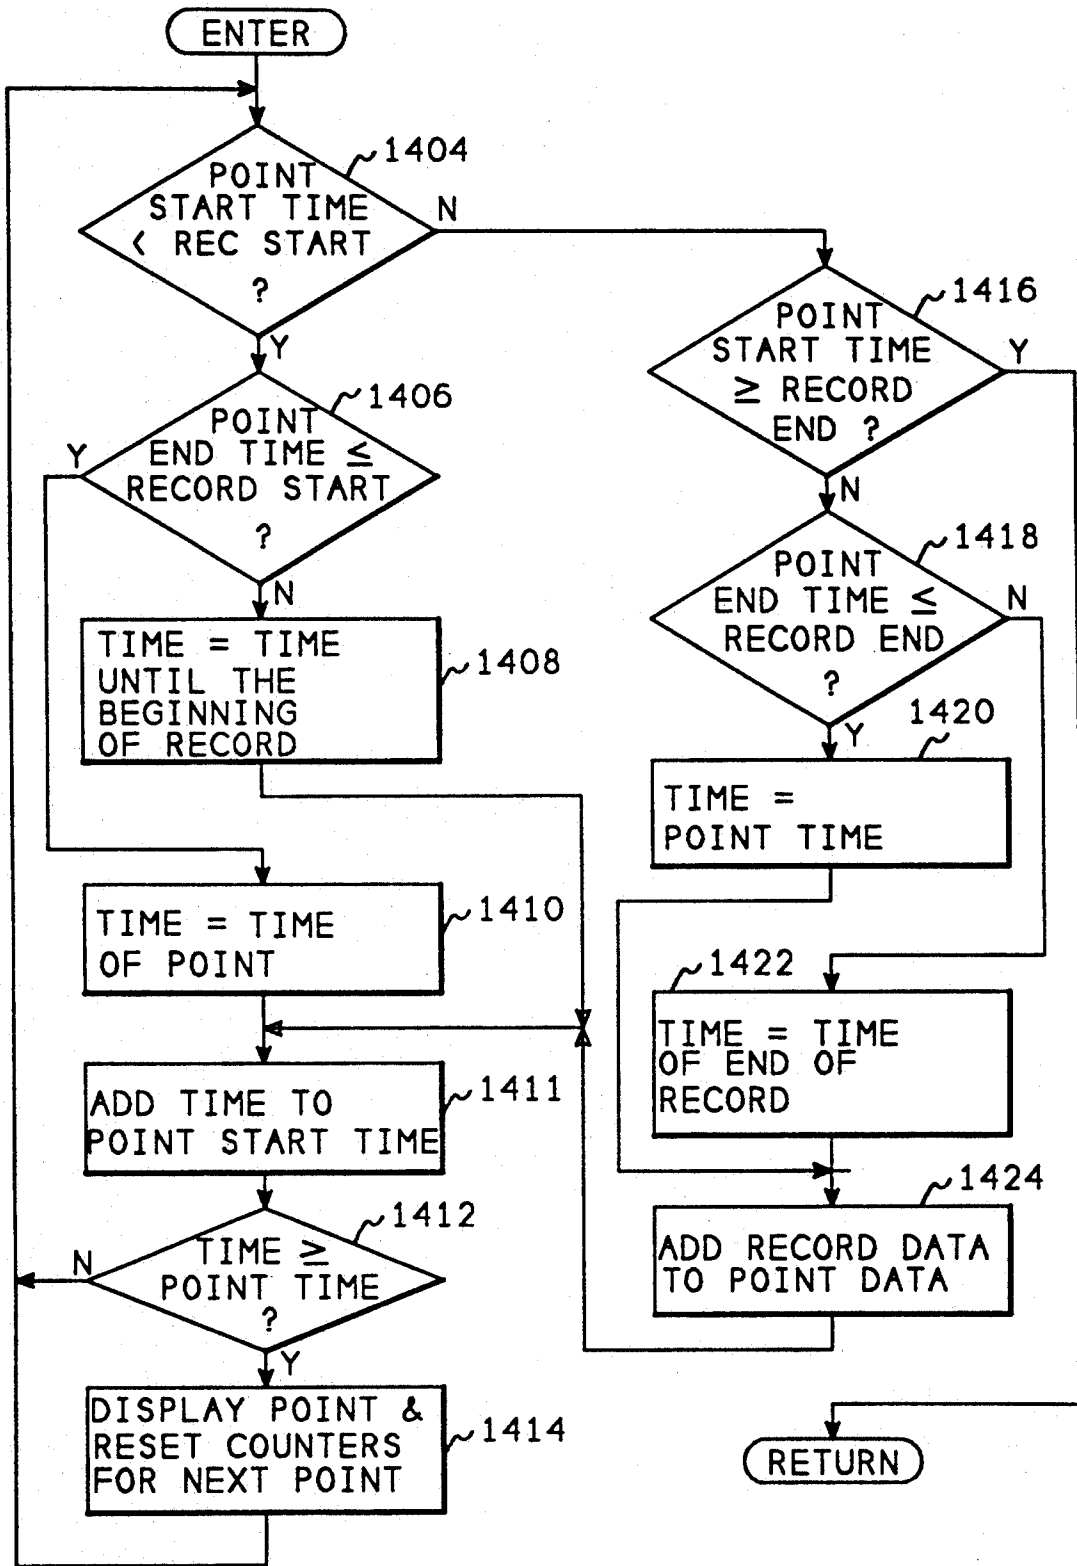 ENTER
1404
POINT
START TIME
< REC START
?
N
Y
1406
POINT
END TIME ≤
RECORD START
?
Y
N
TIME = TIME
UNTIL THE
BEGINNING
OF RECORD
1408
TIME = TIME
OF POINT
1410
ADD TIME TO
POINT START TIME
1411
1412
TIME ≥
POINT TIME
?
N
Y
DISPLAY POINT &
RESET COUNTERS
FOR NEXT POINT
1414
1416
POINT
START TIME
≥ RECORD
END ?
Y
N
1418
POINT
END TIME ≤
RECORD END
?
N
Y
1420
TIME =
POINT TIME
1422
TIME = TIME
OF END OF
RECORD
1424
ADD RECORD DATA
TO POINT DATA
RETURN